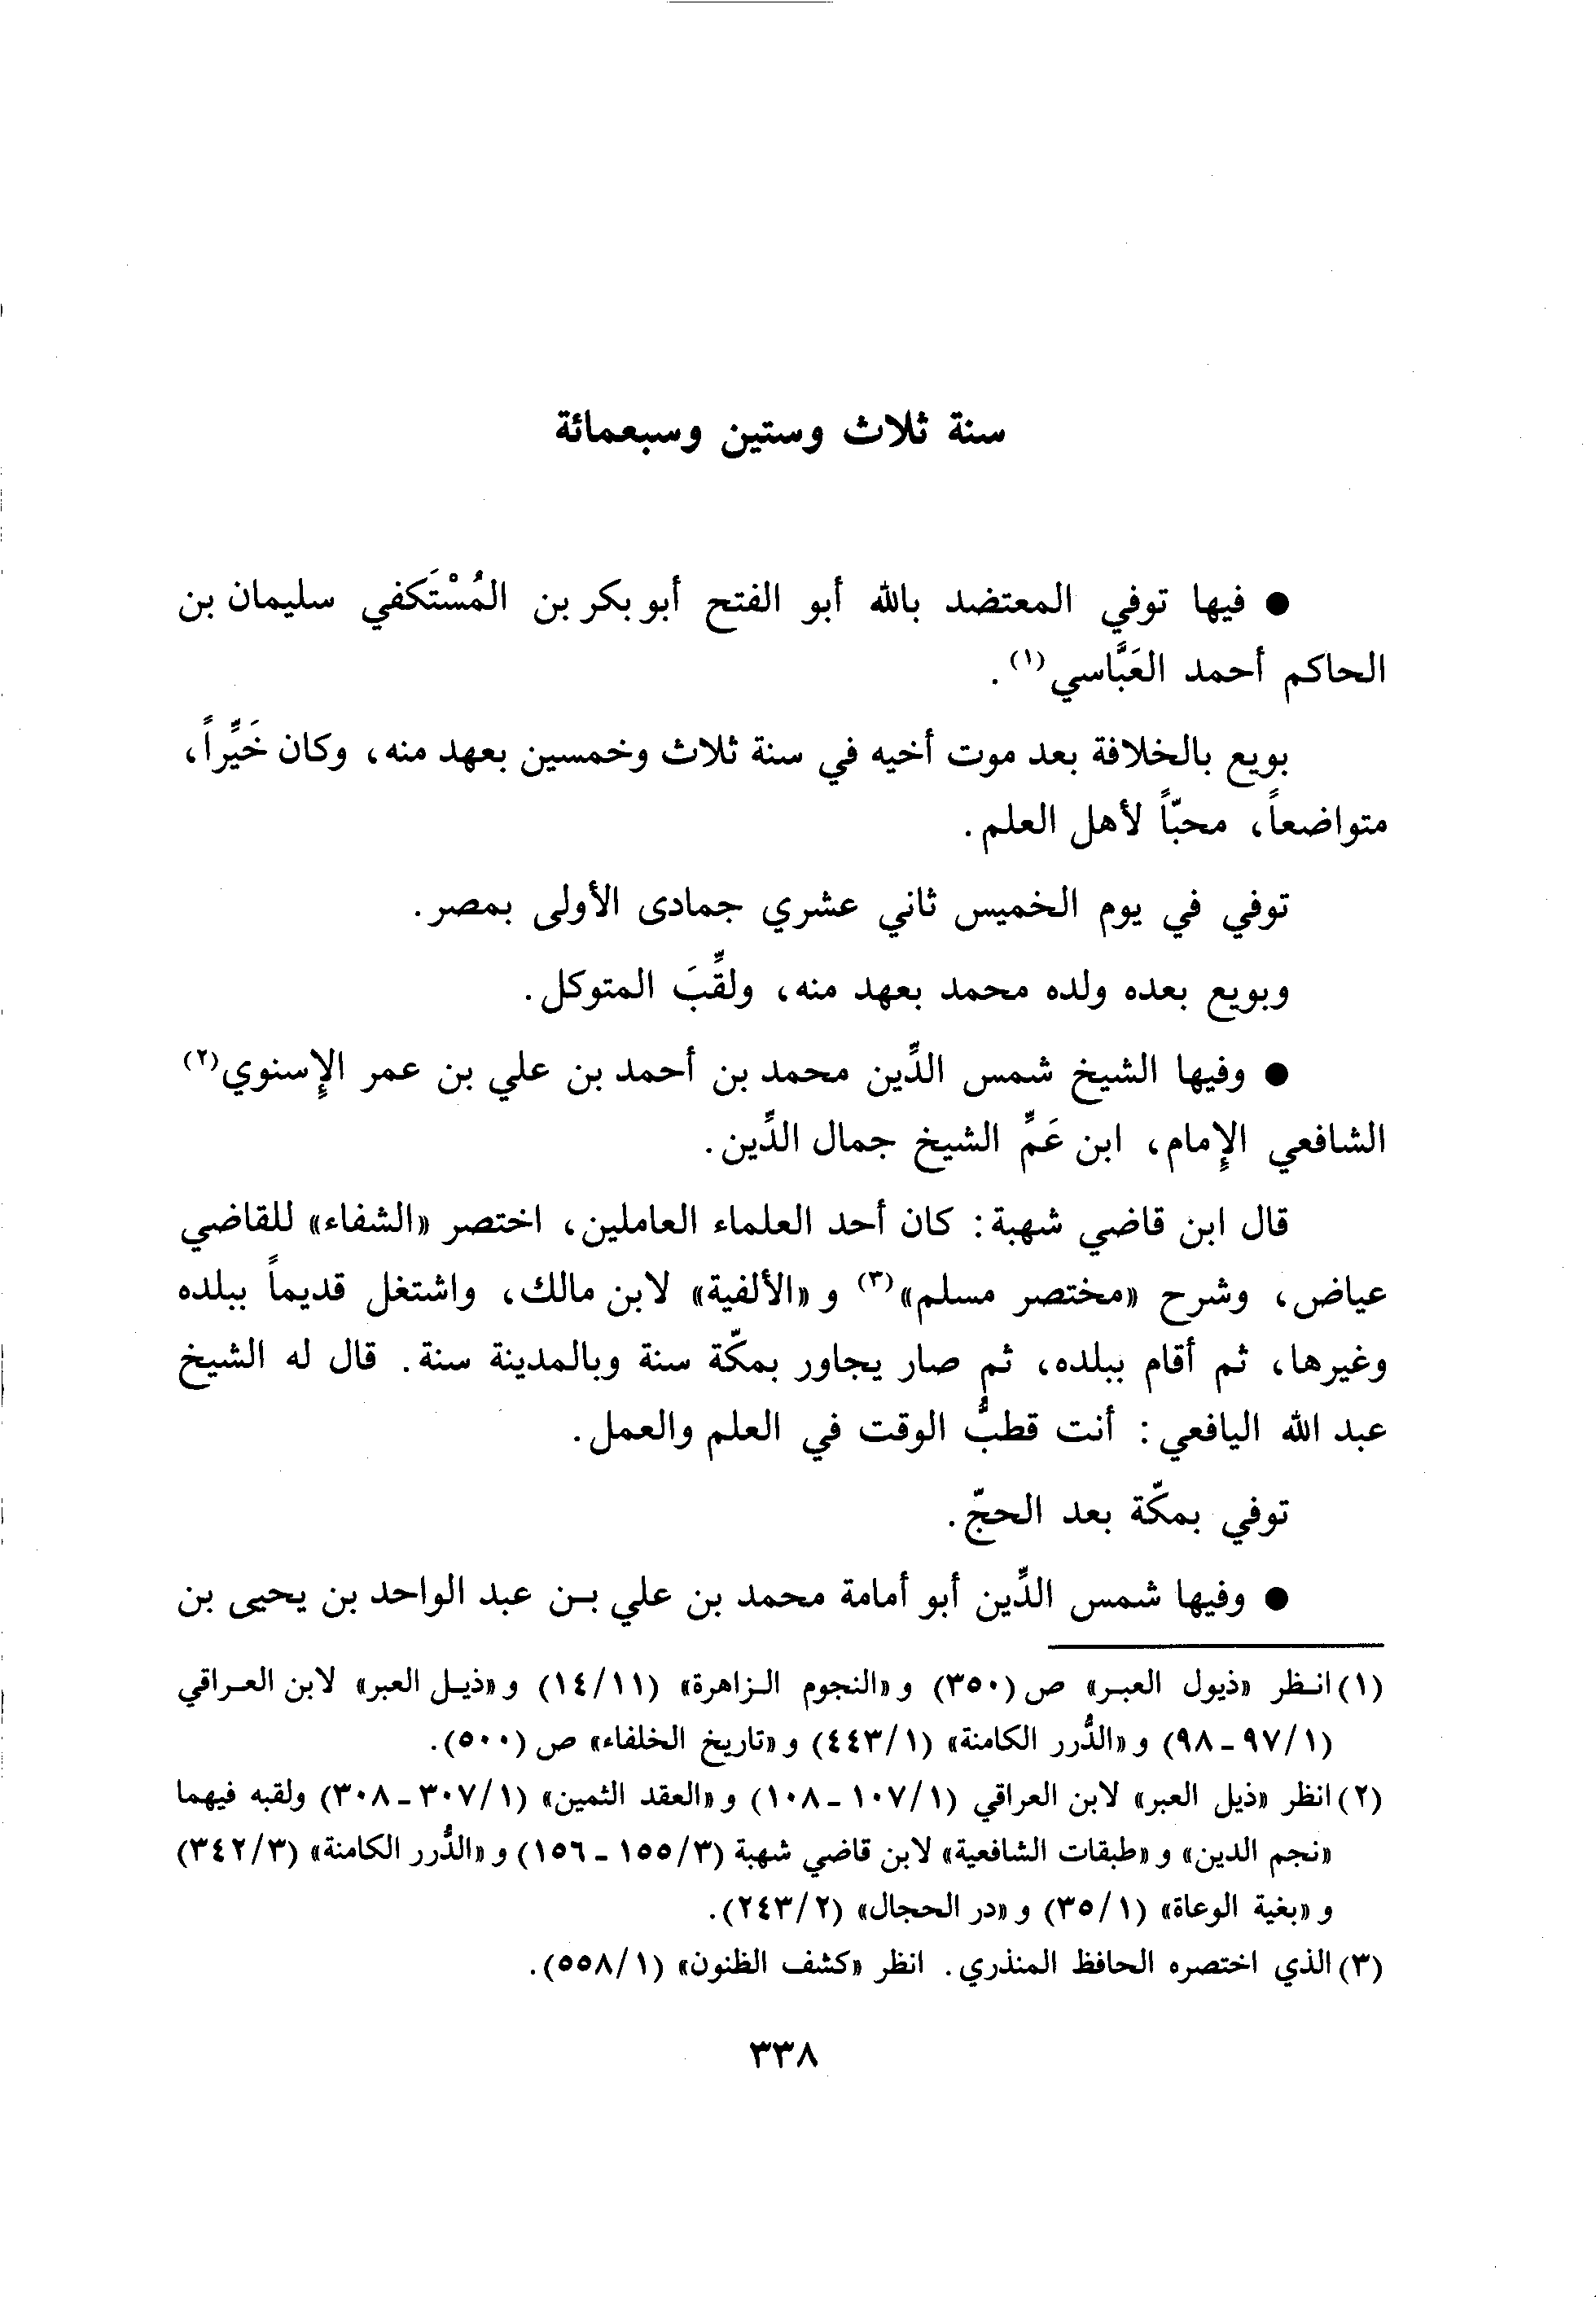 سنة ثلاث وستين وسبعمائة
● فيها توفي المعتضد بالله أبو الفتح أبو بكر بن المُسْتَكفي سليمان بن
الحاكم أحمد العَبَّاسي(١).
بويع بالخلافة بعد موت أخيه في سنة ثلاث وخمسين بعهد منه، وكان خَيِّراً،
متواضعاً، محبّاً لأهل العلم.
توفي في يوم الخميس ثاني عشري جمادى الأولى بمصر.
وبويع بعده ولده محمد بعهد منه، ولقِّبَ المتوكل.
● وفيها الشيخ شمس الدِّين محمد بن أحمد بن علي بن عمر الإسنوي(٢)
الشافعي الإمام، ابن عَمِّ الشيخ جمال الدِّين.
قال ابن قاضي شهبة: كان أحد العلماء العاملين، اختصر «الشفاء» للقاضي
عياض، وشرح «مختصر مسلم»(٣) و«الألفية» لابن مالك، واشتغل قديماً ببلده
وغيرها، ثم أقام ببلده، ثم صار يجاور بمكّة سنة وبالمدينة سنة. قال له الشيخ
عبد الله اليافعي: أنت قطبُ الوقت في العلم والعمل.
توفي بمكّة بعد الحجّ.
● وفيها شمس الدِّين أبو أمامة محمد بن علي بن عبد الواحد بن يحيى بن
(١) انظر «ذيول العبر» ص (٣٥٠) و«النجوم الزاهرة» (١٤/١١) و«ذيل العبر» لابن العراقي
(٩٧/١ - ٩٨) و«الدُّرر الكامنة» (٤٤٣/١) و«تاريخ الخلفاء» ص (٥٠٠).
(٢) انظر «ذيل العبر» لابن العراقي (١٠٧/١ - ١٠٨) و«العقد الثمين» (٣٠٧/١ - ٣٠٨) ولقبه فيهما
«نجم الدين» و«طبقات الشافعية» لابن قاضي شهبة (١٥٥/٣ - ١٥٦) و«الدُّرر الكامنة» (٣٤٢/٣)
و«بغية الوعاة» (٣٥/١) و«در الحجال» (٢٤٣/٢).
(٣) الذي اختصره الحافظ المنذري. انظر «كشف الظنون» (٥٥٨/١).
٣٣٨